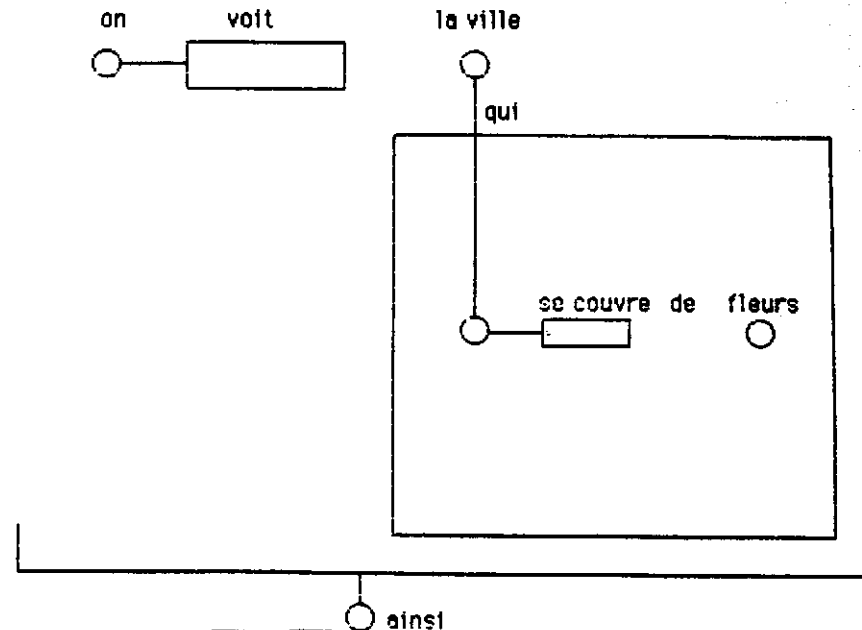 on voit la ville
qui
se couvre de fleurs
ainsi